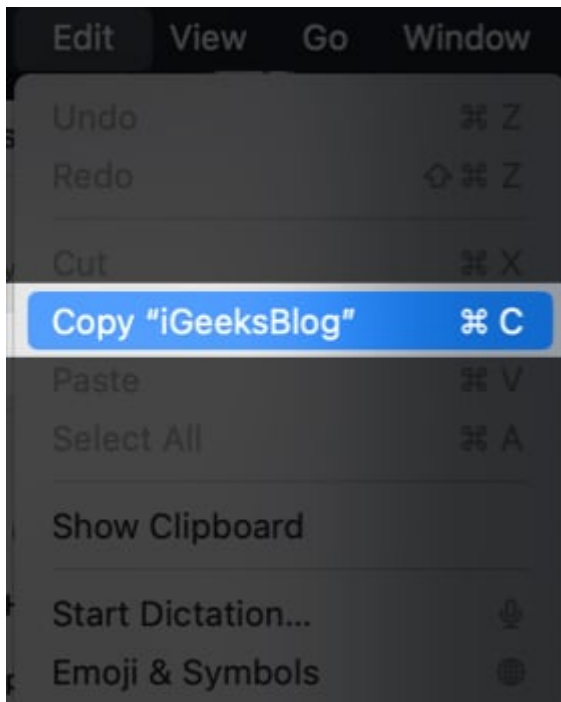 Edit View Go Window
Undo ⌘ Z
Redo ⇧ ⌘ Z
Cut ⌘ X
Copy “iGeeksBlog” ⌘ C
Paste ⌘ V
Select All ⌘ A
Show Clipboard
Start Dictation...
Emoji & Symbols